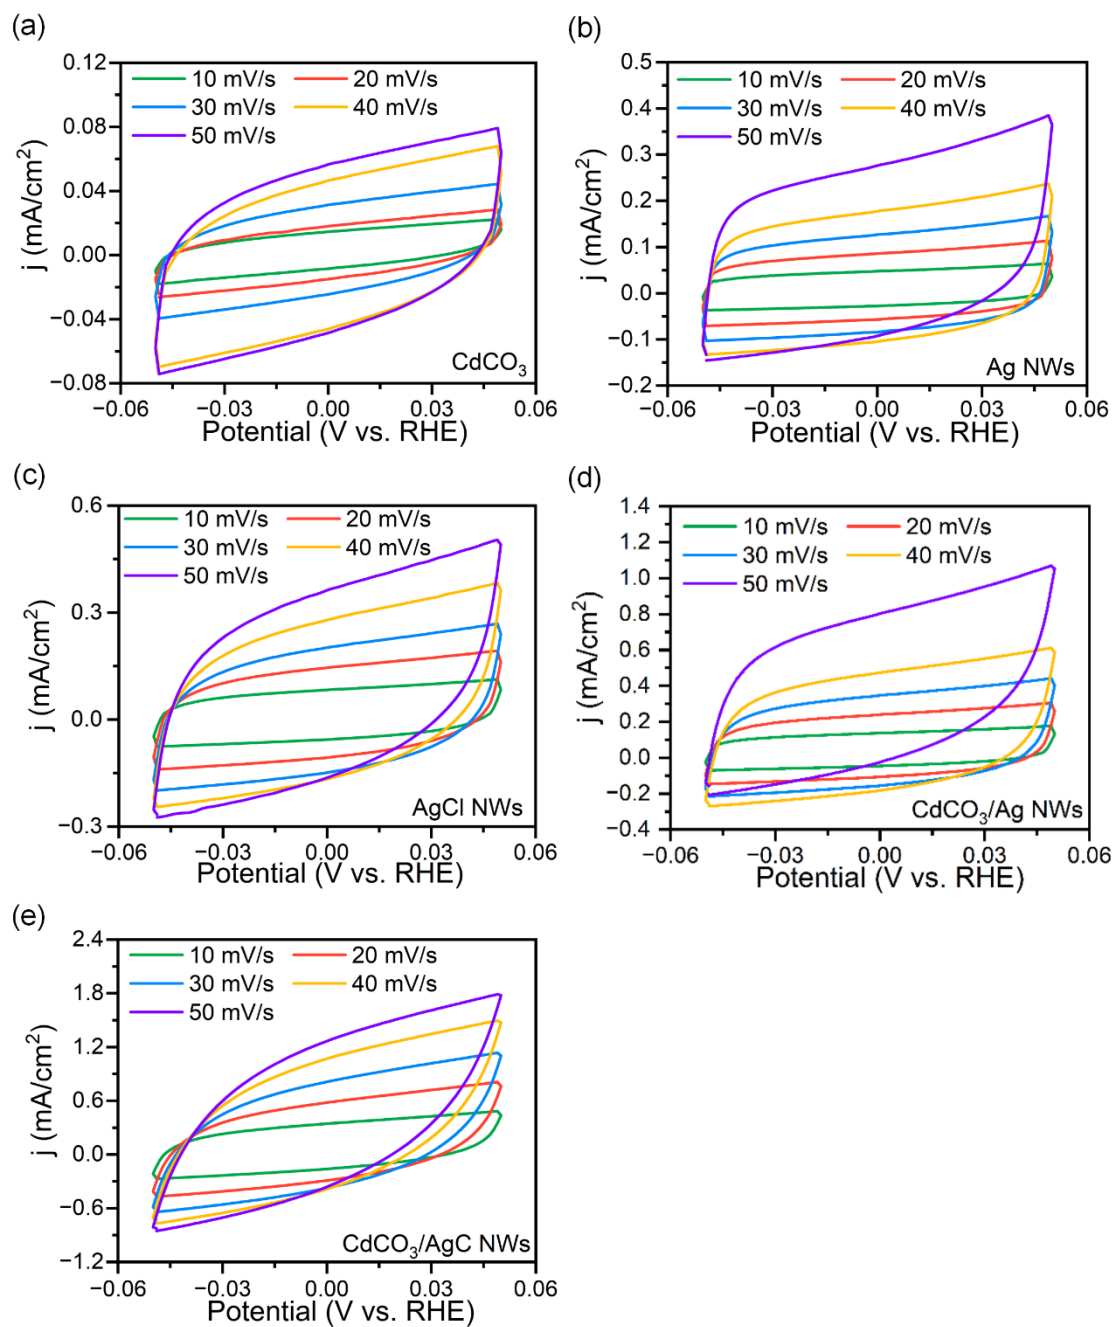 (a)
0.12
0.08
0.04
0.00
−0.04
−0.08
j (mA/cm²)
10 mV/s 20 mV/s
30 mV/s 40 mV/s
50 mV/s
CdCO₃
−0.06 −0.03 0.00 0.03 0.06
Potential (V vs. RHE)
(b)
0.5
0.4
0.3
0.2
0.1
0.0
−0.1
−0.2
j (mA/cm²)
10 mV/s 20 mV/s
30 mV/s 40 mV/s
50 mV/s
Ag NWs
−0.06 −0.03 0.00 0.03 0.06
Potential (V vs. RHE)
(c)
0.6
0.3
0.0
−0.3
j (mA/cm²)
10 mV/s 20 mV/s
30 mV/s 40 mV/s
50 mV/s
AgCl NWs
−0.06 −0.03 0.00 0.03 0.06
Potential (V vs. RHE)
(d)
1.4
1.2
1.0
0.8
0.6
0.4
0.2
0.0
−0.2
−0.4
j (mA/cm²)
10 mV/s 20 mV/s
30 mV/s 40 mV/s
50 mV/s
CdCO₃/Ag NWs
−0.06 −0.03 0.00 0.03 0.06
Potential (V vs. RHE)
(e)
2.4
1.8
1.2
0.6
0.0
−0.6
−1.2
j (mA/cm²)
10 mV/s 20 mV/s
30 mV/s 40 mV/s
50 mV/s
CdCO₃/AgC NWs
−0.06 −0.03 0.00 0.03 0.06
Potential (V vs. RHE)